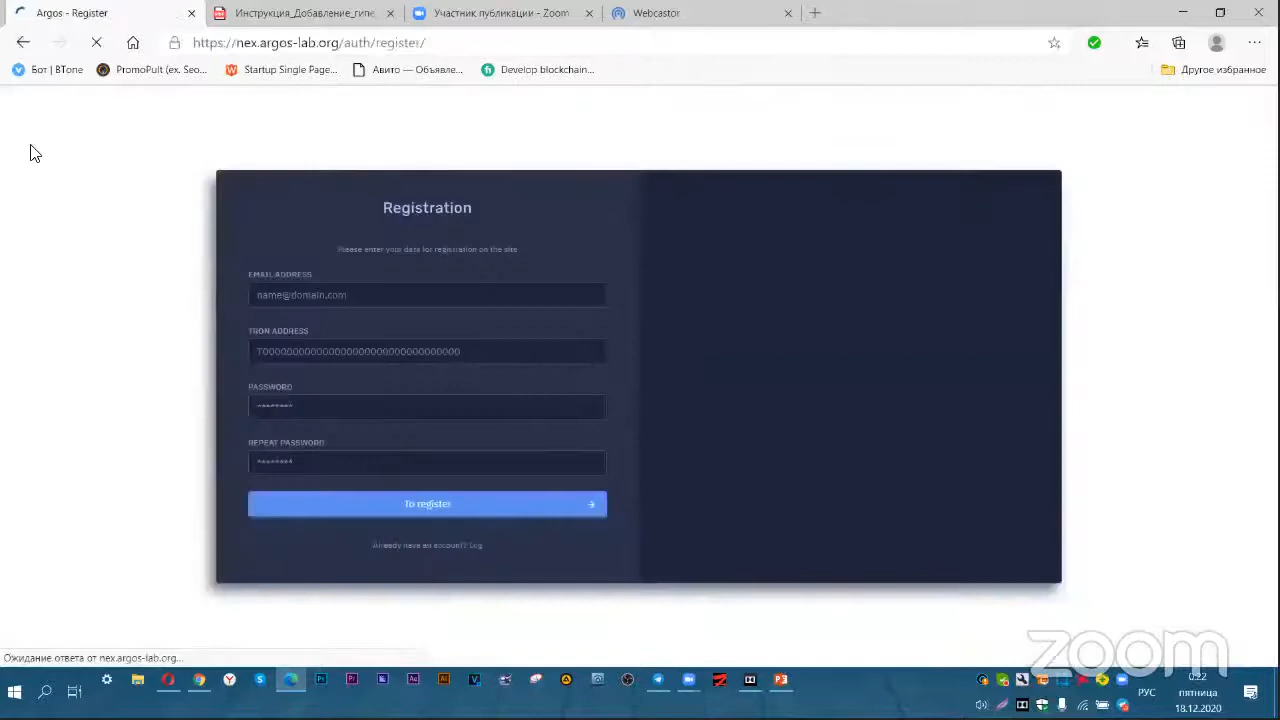 Argos - Register
Инструкция_Добавление_гипе
Участник публикации - Zoom
Webcastor
https://nex.argos-lab.org/auth/register/
Бот | BTone
PromoPult (ex. Seo...
Startup Single Page...
Авито — Объявле...
Develop blockchain...
Другое избранное
Registration
Please enter your data for registration on the site
EMAIL ADDRESS
name@domain.com
TRON ADDRESS
PASSWORD
********
REPEAT PASSWORD
********
To register
Already have an account? Log
Ожидание ответа от nex.argos-lab.org...
zoom
РУС
пятница
18.12.2020